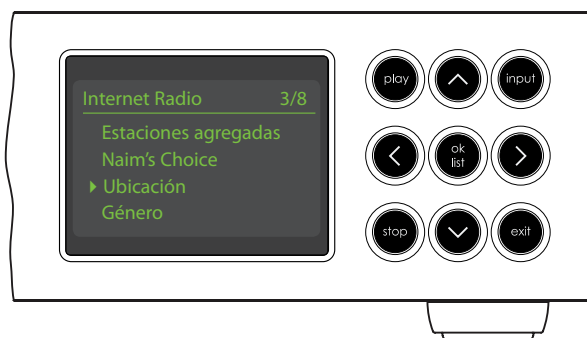 Internet Radio 3/8
Estaciones agregadas
Naim's Choice
Ubicación
Género
play
input
ok
list
stop
exit